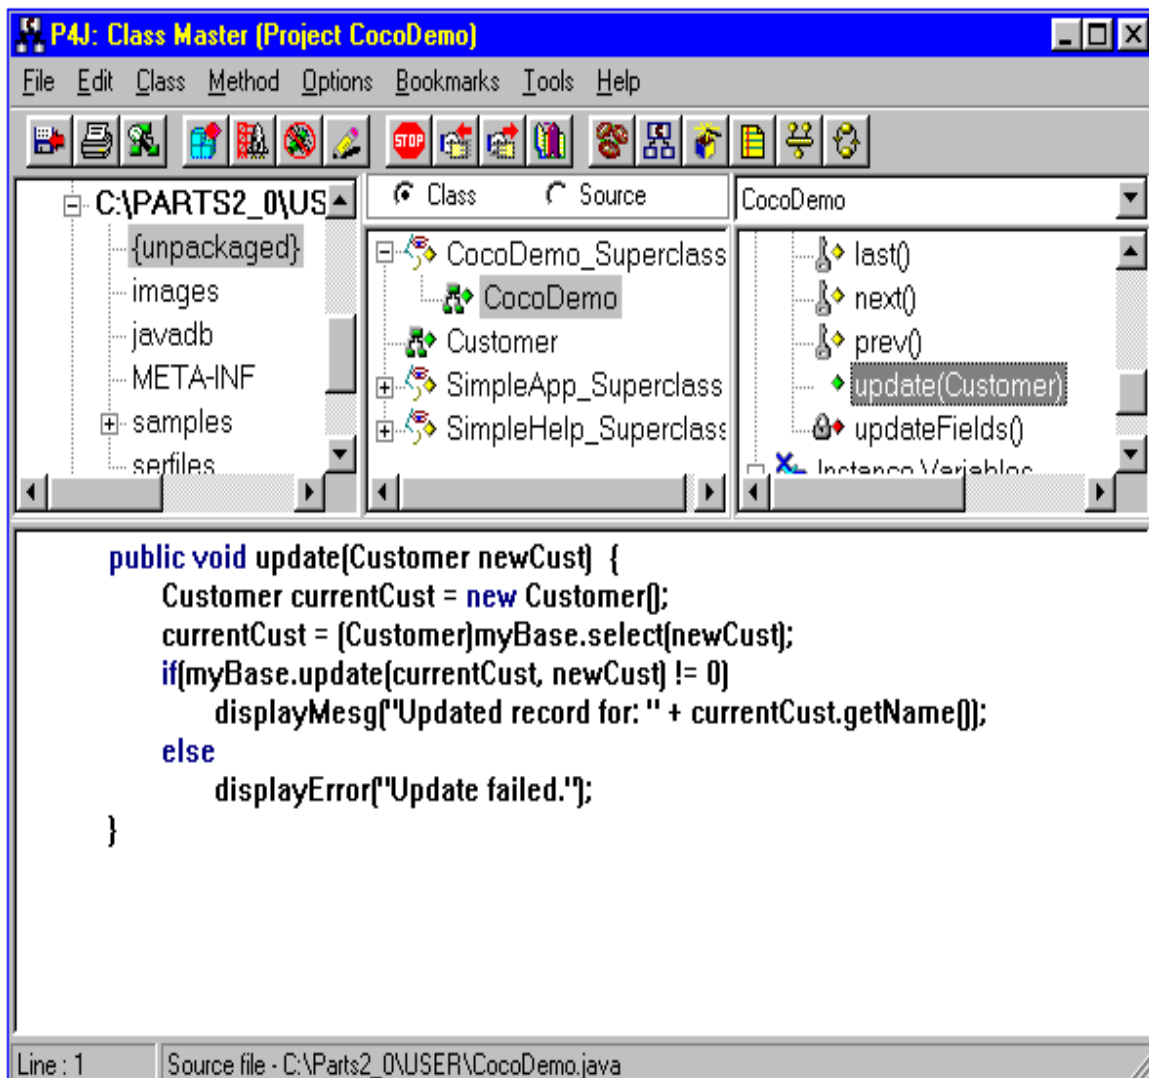 P4J: Class Master (Project CocoDemo)
File Edit Class Method Options Bookmarks Tools Help
STOP
C:\PARTS2_0\US
{unpackaged}
images
javadb
META-INF
samples
serfiles
Class Source
CocoDemo_Superclass
CocoDemo
Customer
SimpleApp_Superclass
SimpleHelp_Superclass
CocoDemo
last()
next()
prev()
update(Customer)
updateFields()
Instance Variables
public void update(Customer newCust) {
Customer currentCust = new Customer();
currentCust = (Customer)myBase.select(newCust);
if(myBase.update(currentCust, newCust) != 0)
displayMesg("Updated record for: " + currentCust.getName());
else
displayError("Update failed.");
}
Line : 1 Source file - C:\Parts2_0\USER\CocoDemo.java